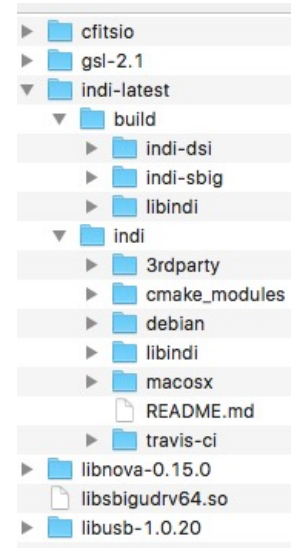 cfitsio
gsl-2.1
indi-latest
build
indi-dsi
indi-sbig
libindi
indi
3rdparty
cmake_modules
debian
libindi
macosx
README.md
travis-ci
libnova-0.15.0
libsbigudrv64.so
libusb-1.0.20